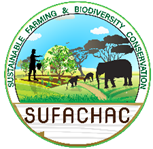 SUSTAINABLE FARMING & BIODIVERSITY CONSERVATION
SUFACHAC